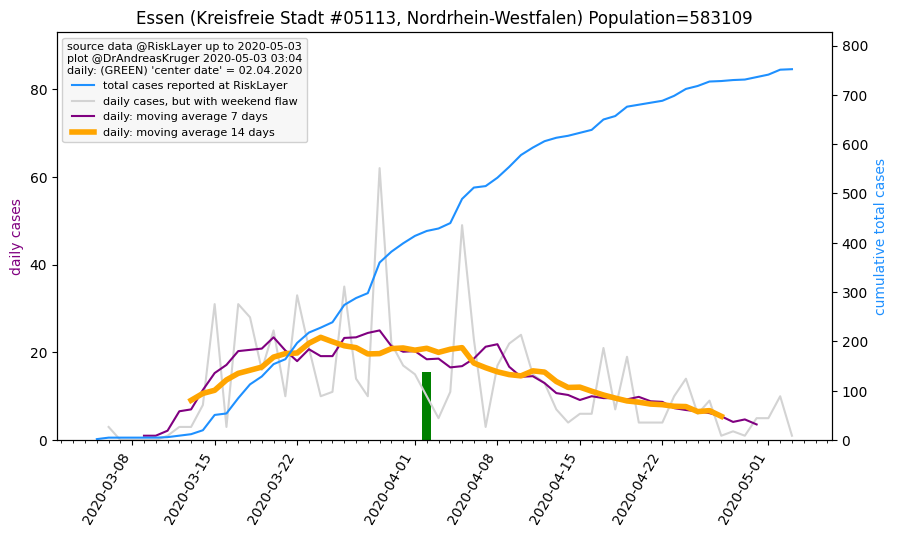 Essen (Kreisfreie Stadt #05113, Nordrhein-Westfalen) Population=583109
source data @RiskLayer up to 2020-05-03
plot @DrAndreasKruger 2020-05-03 03:04
daily: (GREEN) 'center date' = 02.04.2020
total cases reported at RiskLayer
daily cases, but with weekend flaw
daily: moving average 7 days
daily: moving average 14 days
daily cases
80
60
40
20
0
800
700
600
500
400
300
200
100
0
cumulative total cases
2020-03-08
2020-03-15
2020-03-22
2020-04-01
2020-04-08
2020-04-15
2020-04-22
2020-05-01